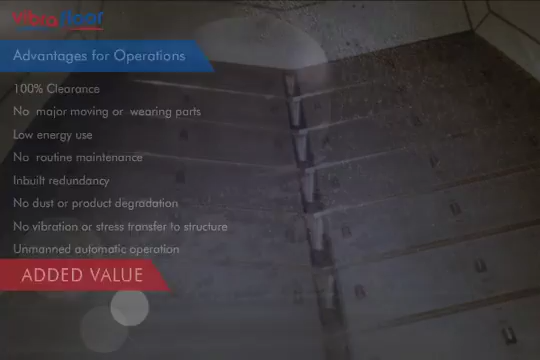 vibrafloor
Advantages for Operations
100% Clearance
No major moving or wearing parts
Low energy use
No routine maintenance
Inbuilt redundancy
No dust or product degradation
No vibration or stress transfer to structure
Unmanned automatic operation
ADDED VALUE